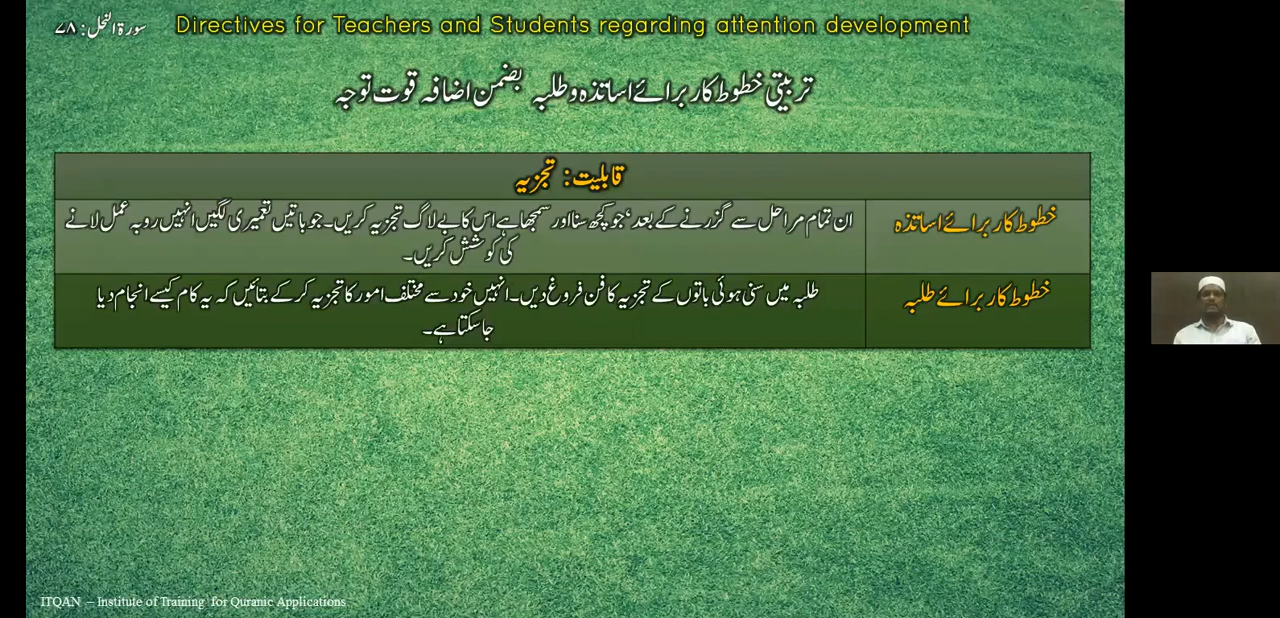 سورۃ النحل: ۷۸
Directives for Teachers and Students regarding attention development
تربیتی خطوط کار برائے اساتذہ و طلبہ بضمن اضافہ قوت توجہ
قابلیت: تجزیہ
خطوط کار برائے اساتذہ
ان تمام مراحل سے گزرنے کے بعد، جو کچھ سنا اور سمجھا ہے اس کا بے لاگ تجزیہ کریں۔ جو باتیں تعمیری لگیں انہیں روبہ عمل لانے
کی کوشش کریں۔
خطوط کار برائے طلبہ
طلبہ میں سنی ہوئی باتوں کے تجزیہ کا فن فروغ دیں۔ انہیں خود سے مختلف امور کا تجزیہ کر کے بتائیں کہ یہ کام کیسے انجام دیا
جا سکتا ہے۔
ITQAN – Institute of Training for Quranic Applications